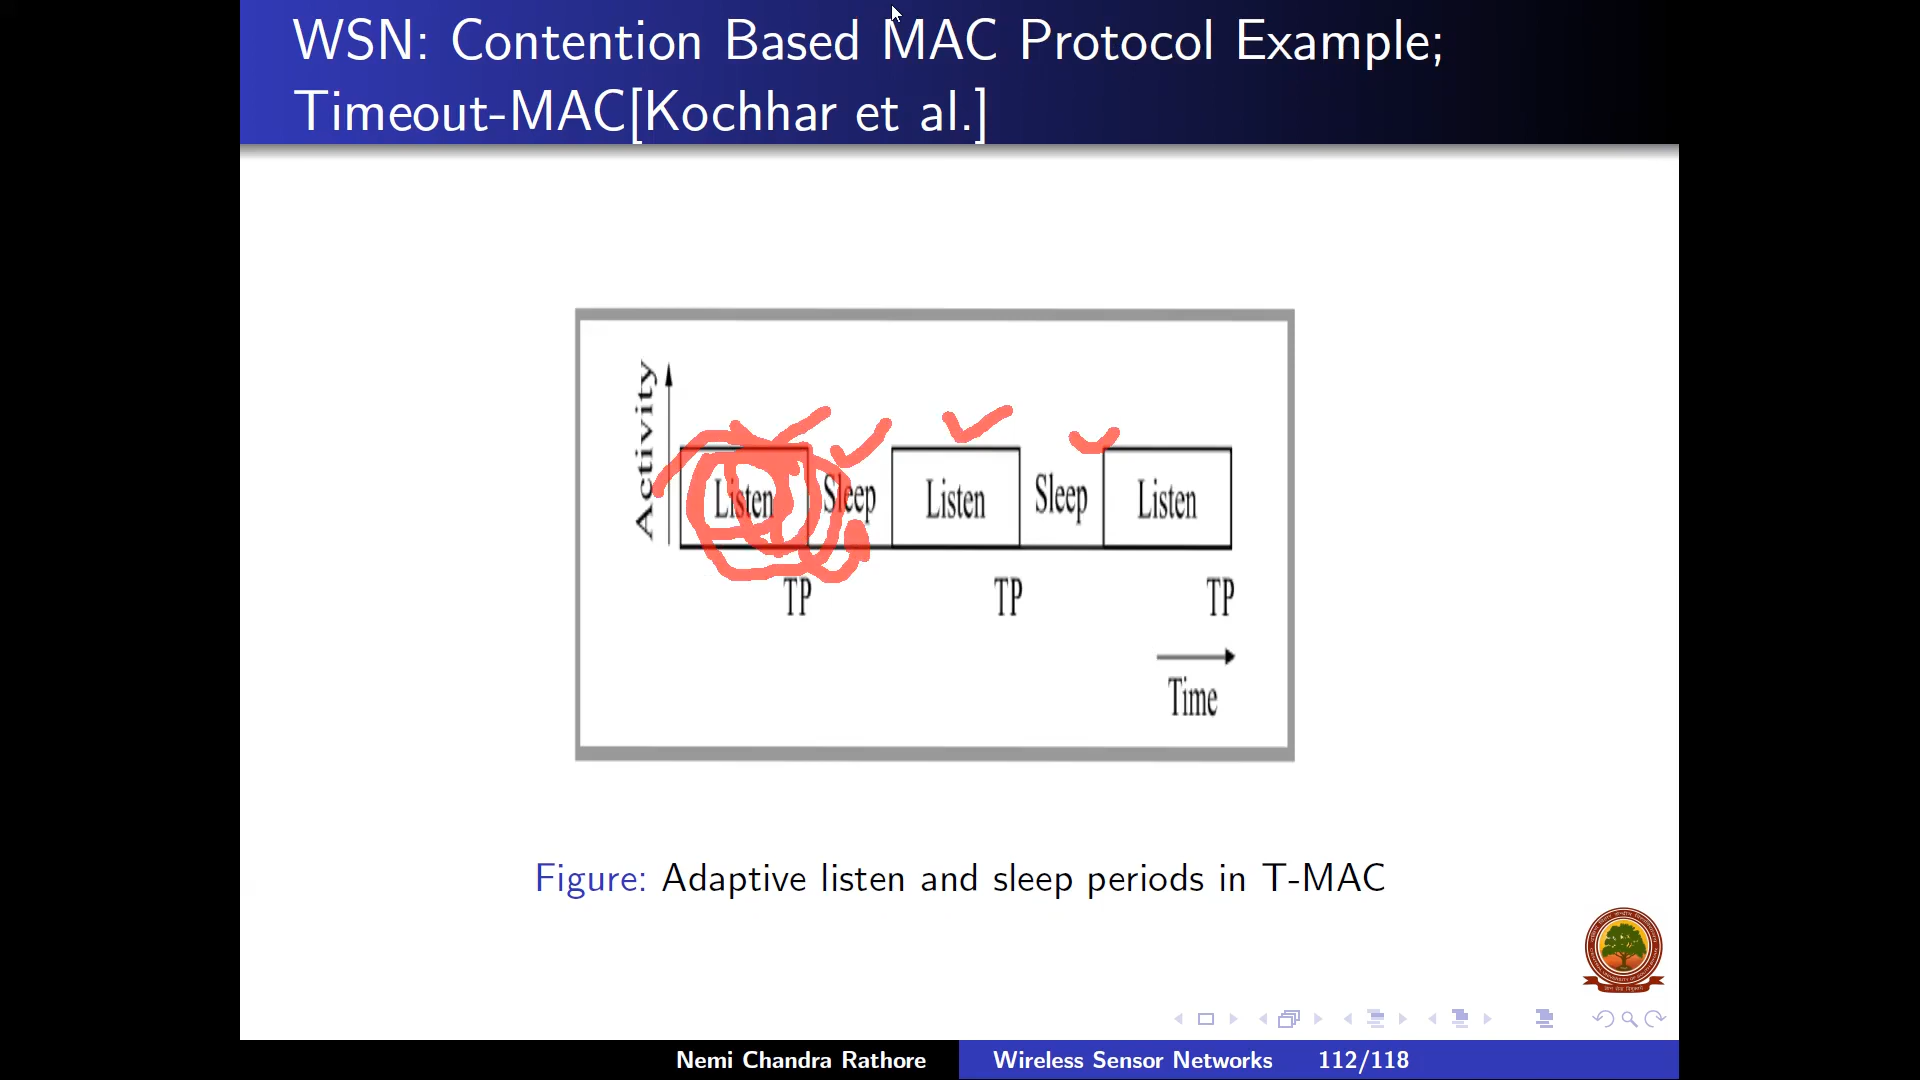 WSN: Contention Based MAC Protocol Example;
Timeout-MAC[Kochhar et al.]
Activity
Listen Sleep Listen Sleep Listen
TP TP TP
Time
Figure: Adaptive listen and sleep periods in T-MAC
Nemi Chandra Rathore Wireless Sensor Networks 112/118